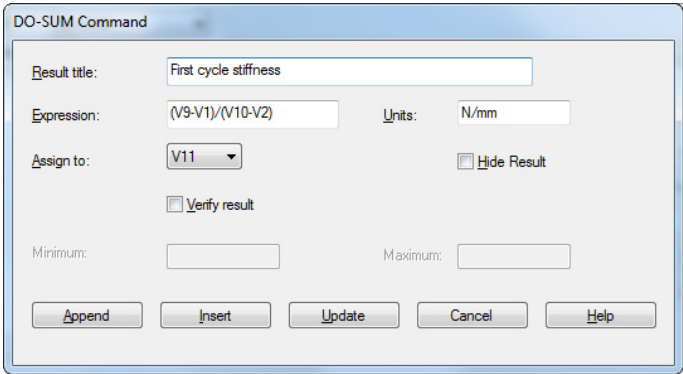 DO-SUM Command
Result title: First cycle stiffness
Expression: (V9-V1)/(V10-V2) Units: N/mm
Assign to: V11 Hide Result
Verify result
Minimum: Maximum:
Append Insert Update Cancel Help